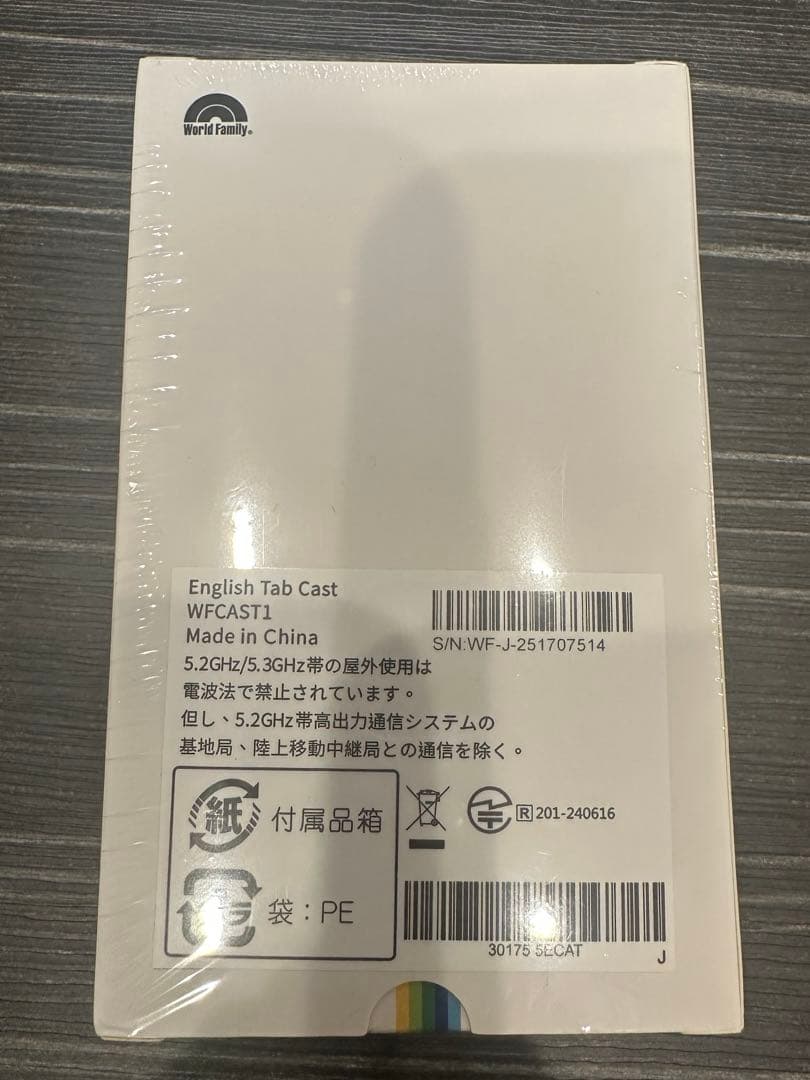 World Family®
English Tab Cast
WFCAST1
Made in China
S/N:WF-J-251707514
5.2GHz/5.3GHz帯の屋外使用は
電波法で禁止されています。
但し、5.2GHz帯高出力通信システムの
基地局、陸上移動中継局との通信を除く。
紙 付属品箱
R 201-240616
プラ 袋：PE
30175 5ECAT
J